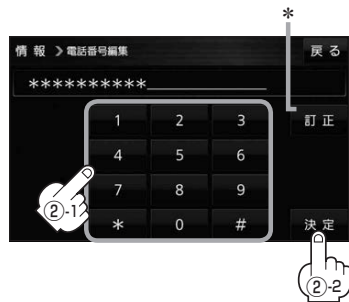 *
情 報 》電話番号編集 戻 る
**********
1 2 3 訂 正
4 5 6
7 8 9
②-1
* 0 # 決 定
②-2